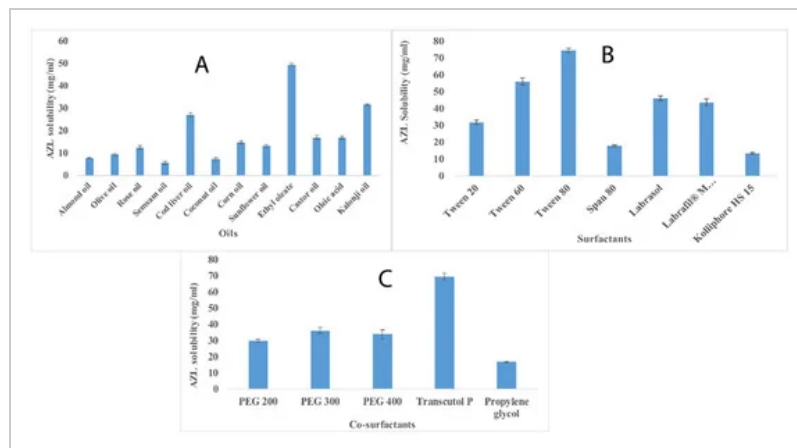 A
AZL solubility (mg/ml)
60
50
40
30
20
10
0
Almond oil
Olive oil
Rose oil
Semsam oil
Cod liver oil
Coconut oil
Corn oil
Sunflower oil
Ethyl oleate
Castor oil
Oleic acid
Kalonji oil
Oils
B
AZL Solubility (mg/ml)
80
70
60
50
40
30
20
10
0
Tween 20
Tween 60
Tween 80
Span 80
Labrasol
Labrafil® M…
Kolliphore HS 15
Surfactants
C
AZL solubility (mg/ml)
80
70
60
50
40
30
20
10
0
PEG 200
PEG 300
PEG 400
Transcutol P
Propylene
glycol
Co-surfactants